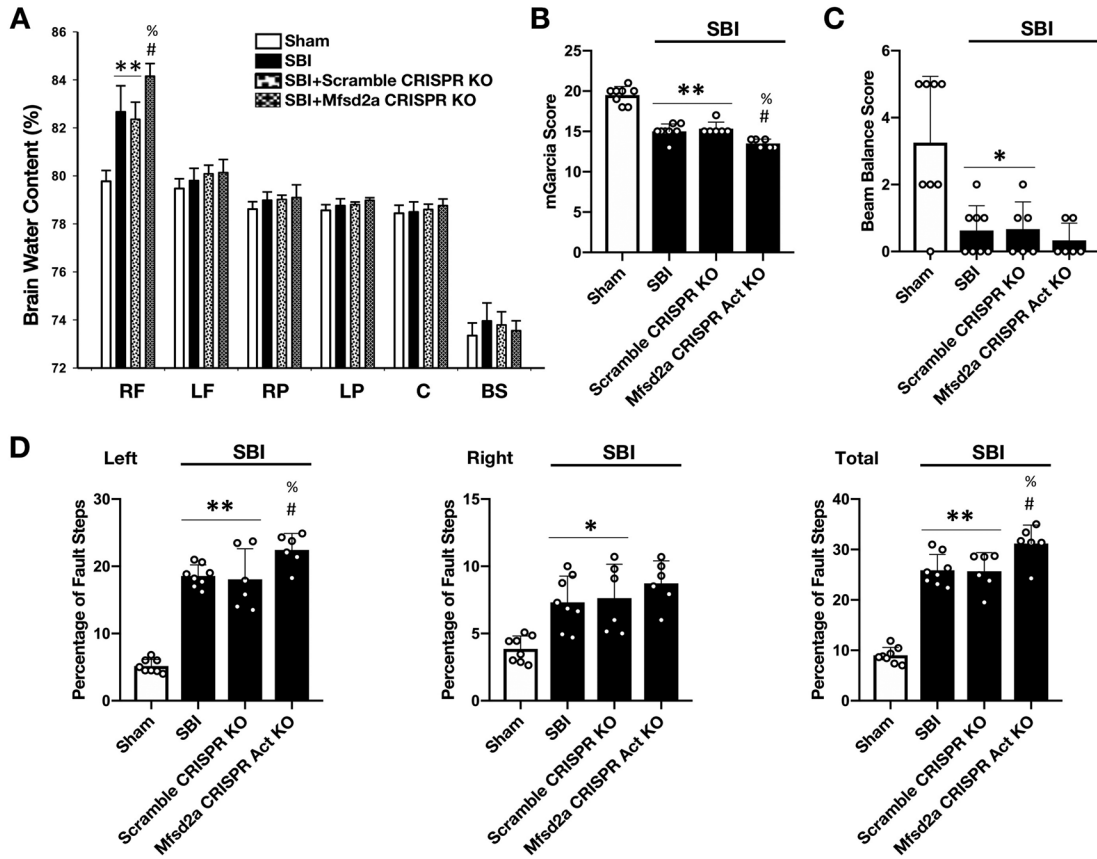 A
Brain Water Content (%)
86
84
82
80
78
76
74
72
**
%
#
Sham
SBI
SBI+Scramble CRISPR KO
SBI+Mfsd2a CRISPR KO
RF LF RP LP C BS
B
SBI
mGarcia Score
25
20
15
10
5
0
**
%
#
Sham
SBI
Scramble CRISPR KO
Mfsd2a CRISPR Act KO
C
SBI
Beam Balance Score
6
4
2
0
*
Sham
SBI
Scramble CRISPR KO
Mfsd2a CRISPR Act KO
D
Left
SBI
Percentage of Fault Steps
30
20
10
0
**
%
#
Sham
SBI
Scramble CRISPR KO
Mfsd2a CRISPR Act KO
Right
SBI
Percentage of Fault Steps
15
10
5
0
*
Sham
SBI
Scramble CRISPR KO
Mfsd2a CRISPR Act KO
Total
SBI
Percentage of Fault Steps
40
30
20
10
0
**
%
#
Sham
SBI
Scramble CRISPR KO
Mfsd2a CRISPR Act KO